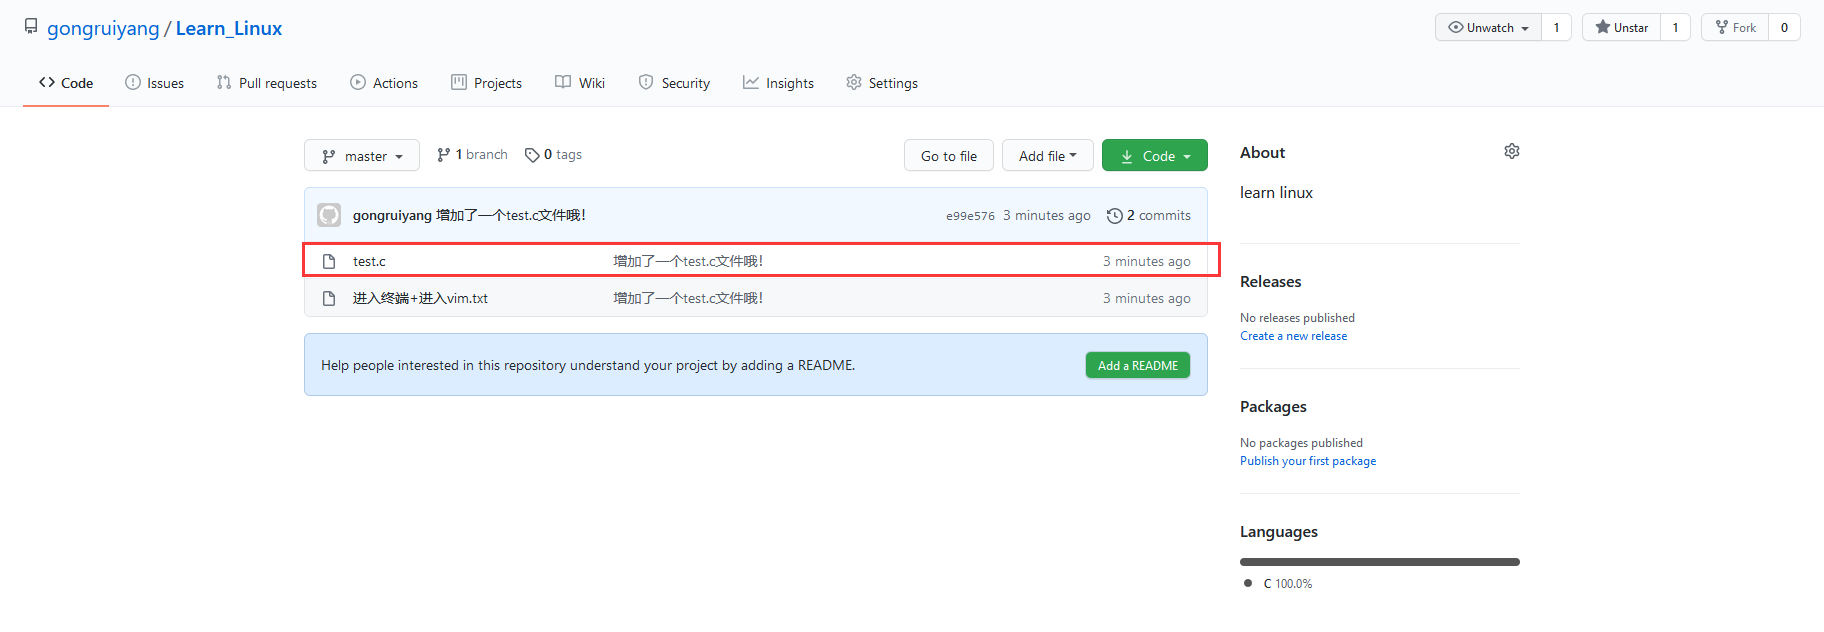 gongruiyang / Learn_Linux
Unwatch 1 Unstar 1 Fork 0
Code Issues Pull requests Actions Projects Wiki Security Insights Settings
master 1 branch 0 tags Go to file Add file Code
gongruiyang 增加了一个test.c文件哦! e99e576 3 minutes ago 2 commits
test.c 增加了一个test.c文件哦! 3 minutes ago
进入终端+进入vim.txt 增加了一个test.c文件哦! 3 minutes ago
Help people interested in this repository understand your project by adding a README. Add a README
About
learn linux
Releases
No releases published
Create a new release
Packages
No packages published
Publish your first package
Languages
C 100.0%